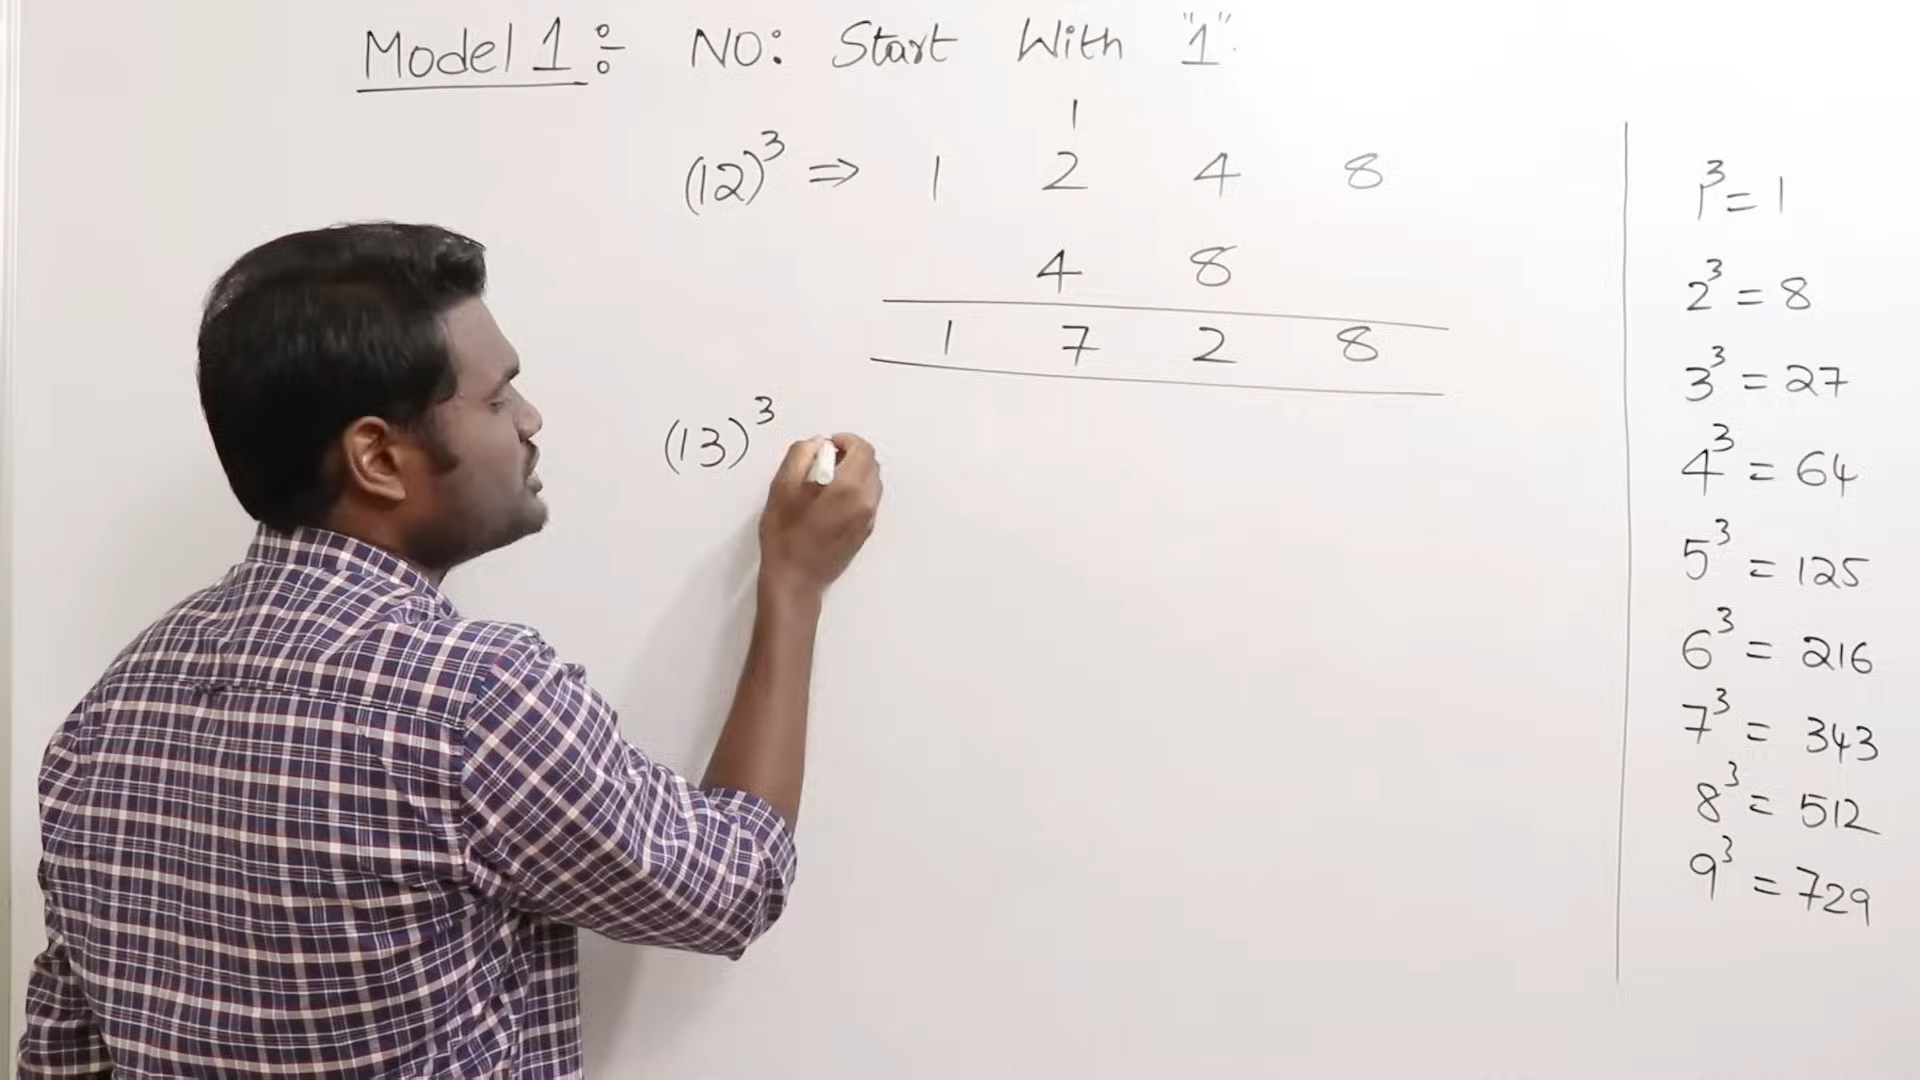 Model 1 ÷ NO: Start With "1".
1
(12)³ ⇒ 1 2 4 8
4 8
1 7 2 8
(13)³
1³ = 1
2³ = 8
3³ = 27
4³ = 64
5³ = 125
6³ = 216
7³ = 343
8³ = 512
9³ = 729